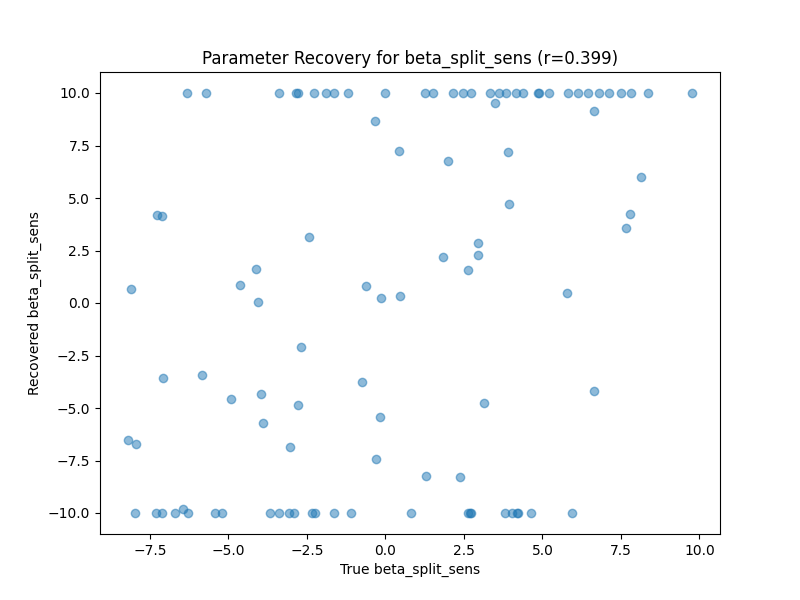 Parameter Recovery for beta_split_sens (r=0.399)
10.0
7.5
5.0
2.5
0.0
−2.5
−5.0
−7.5
−10.0
Recovered beta_split_sens
−7.5 −5.0 −2.5 0.0 2.5 5.0 7.5 10.0
True beta_split_sens